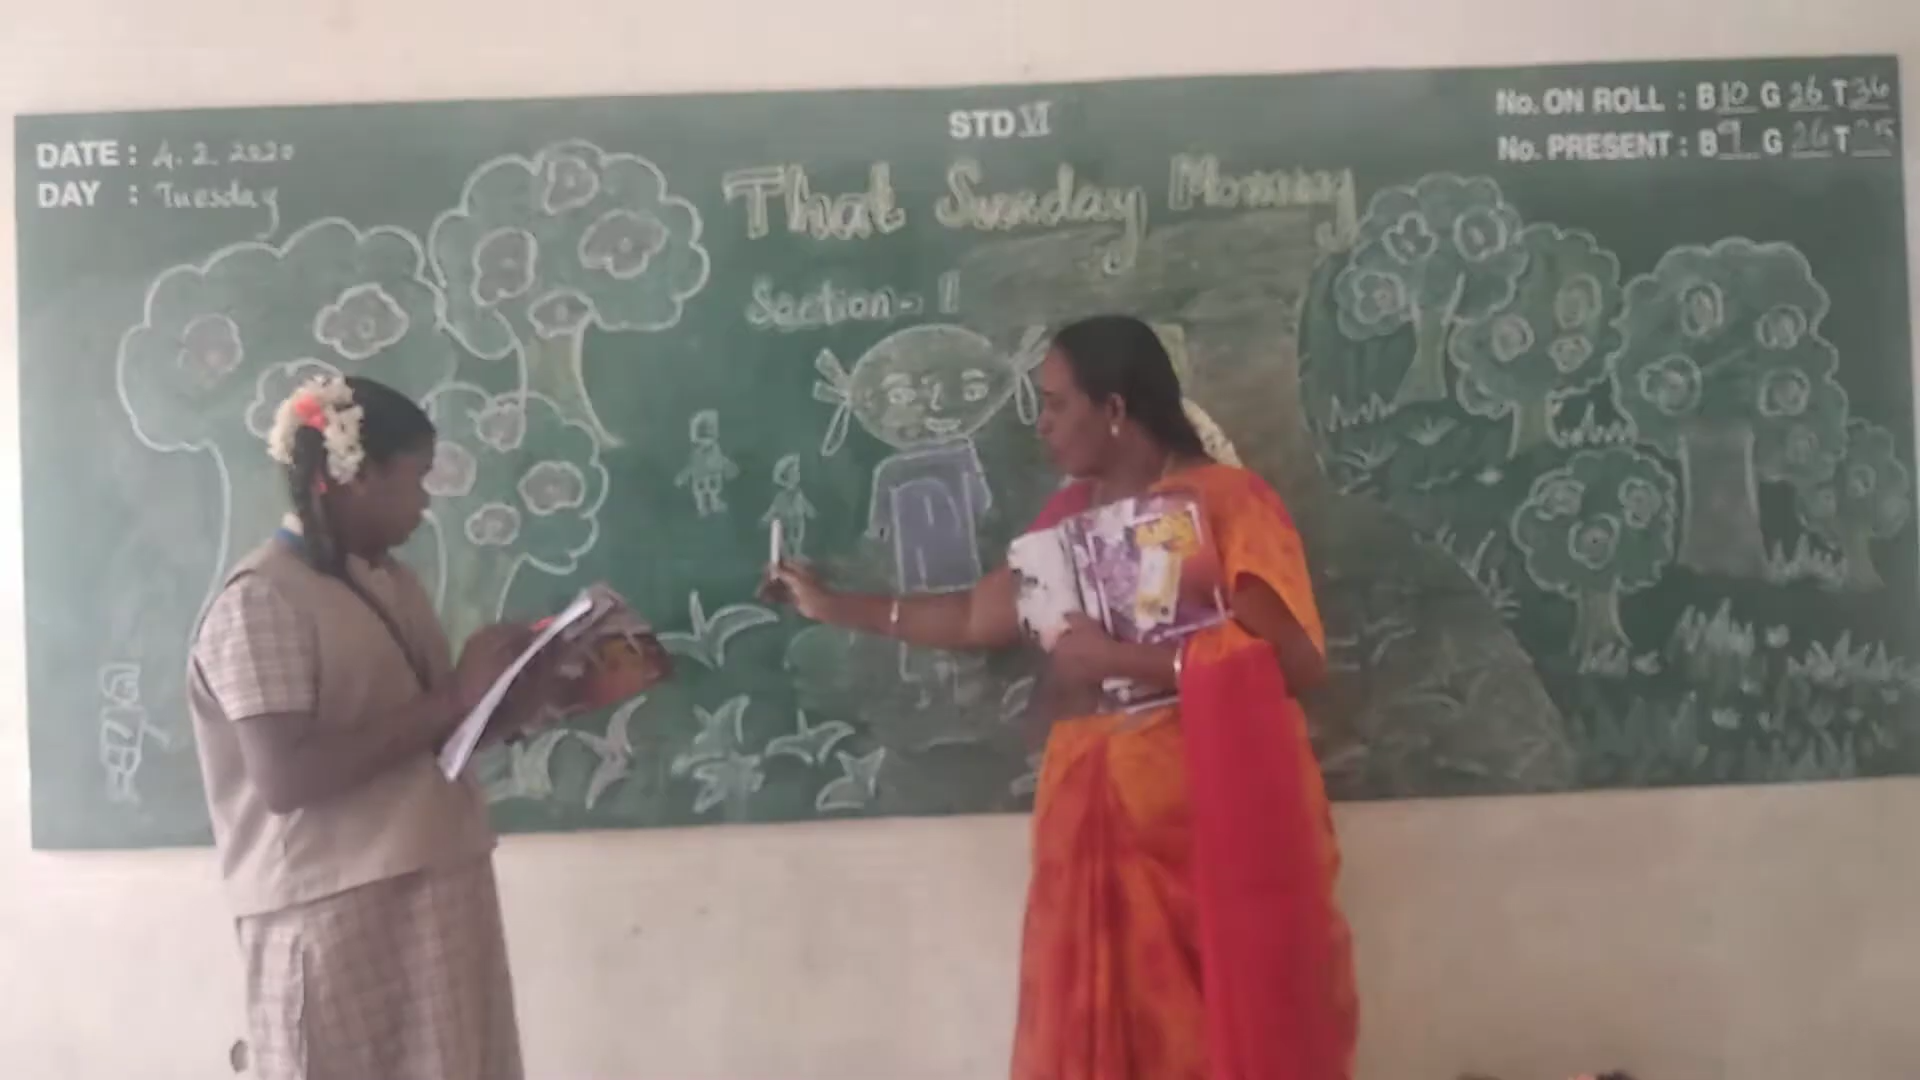 DATE : 4.2.2020
DAY : Tuesday
STD VI
No. ON ROLL : B 10 G 26 T 36
No. PRESENT : B 9 G 26 T 35
That Sunday Morning
Section - I